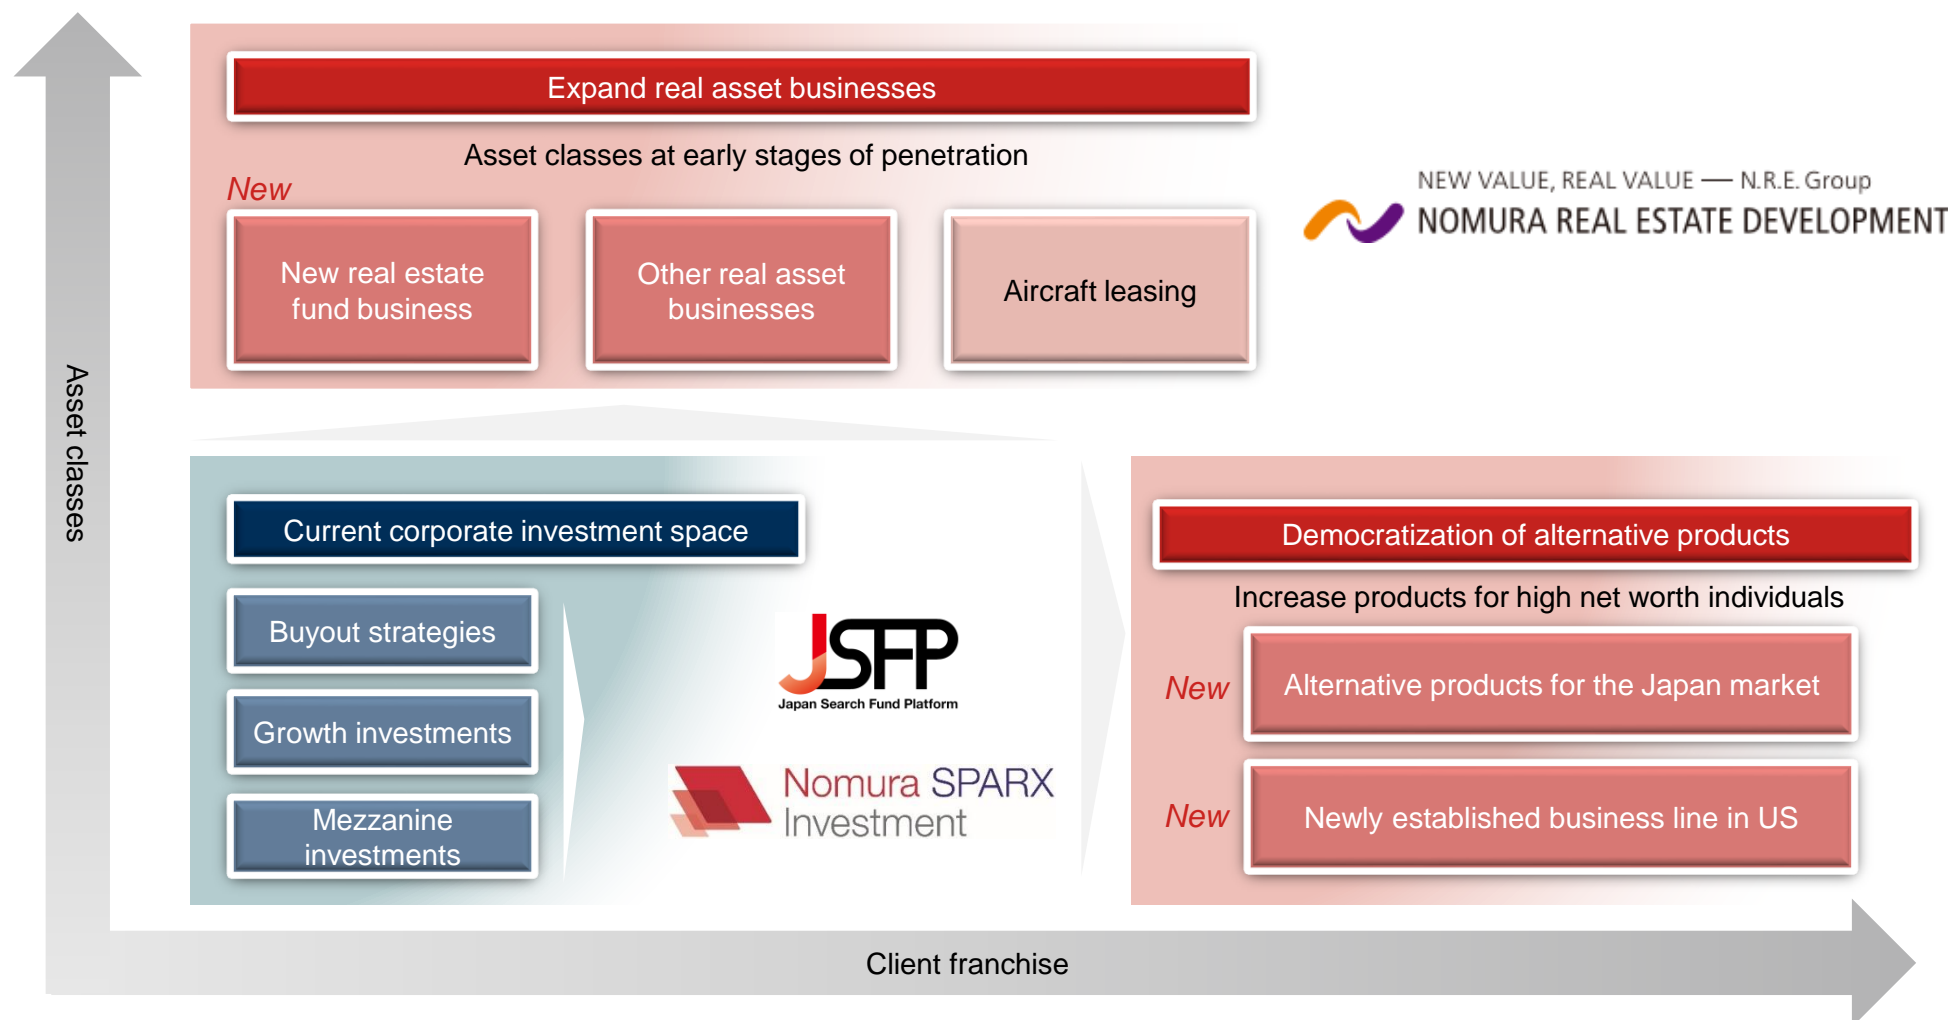 Expand real asset businesses
Asset classes at early stages of penetration
New
New real estate
fund business
Other real asset
businesses
Aircraft leasing
NEW VALUE, REAL VALUE — N.R.E. Group
NOMURA REAL ESTATE DEVELOPMENT
Asset classes
Current corporate investment space
Buyout strategies
Growth investments
Mezzanine
investments
JSFP
Japan Search Fund Platform
Nomura SPARX
Investment
Democratization of alternative products
Increase products for high net worth individuals
New
Alternative products for the Japan market
New
Newly established business line in US
Client franchise